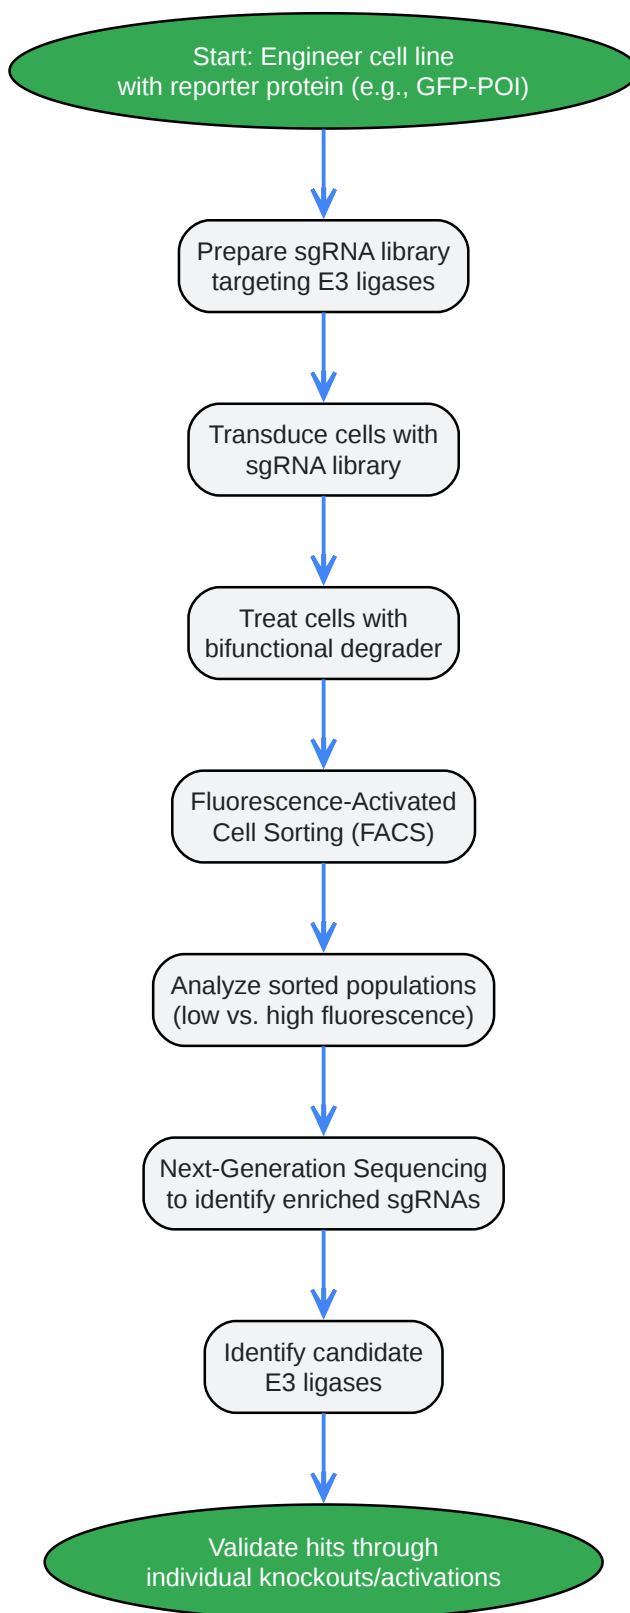 Start: Engineer cell line
with reporter protein (e.g., GFP-POI)
Prepare sgRNA library
targeting E3 ligases
Transduce cells with
sgRNA library
Treat cells with
bifunctional degrader
Fluorescence-Activated
Cell Sorting (FACS)
Analyze sorted populations
(low vs. high fluorescence)
Next-Generation Sequencing
to identify enriched sgRNAs
Identify candidate
E3 ligases
Validate hits through
individual knockouts/activations